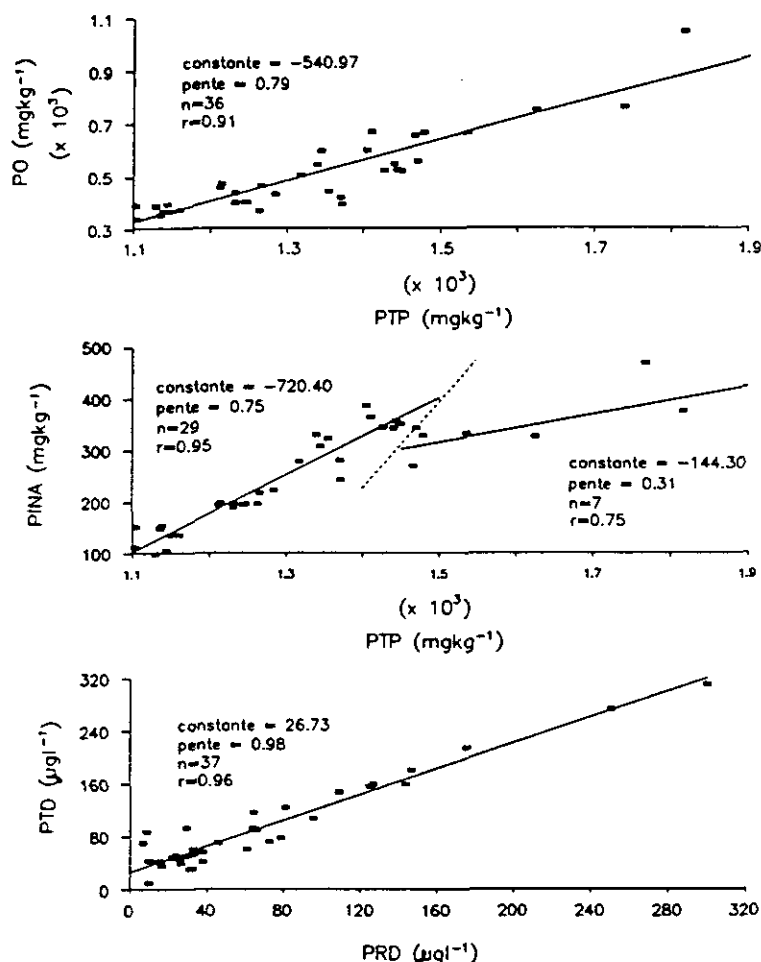 PO (mgkg⁻¹)
(x 10³)
1.1
0.9
0.7
0.5
0.3
constante = -540.97
pente = 0.79
n=36
r=0.91
1.1 1.3 1.5 1.7 1.9
(x 10³)
PTP (mgkg⁻¹)
PINA (mgkg⁻¹)
500
400
300
200
100
constante = -720.40
pente = 0.75
n=29
r=0.95
constante = -144.30
pente = 0.31
n=7
r=0.75
1.1 1.3 1.5 1.7 1.9
(x 10³)
PTP (mgkg⁻¹)
PTD (µgl⁻¹)
320
240
160
80
0
constante = 26.73
pente = 0.98
n=37
r=0.96
0 40 80 120 160 200 240 280 320
PRD (µgl⁻¹)